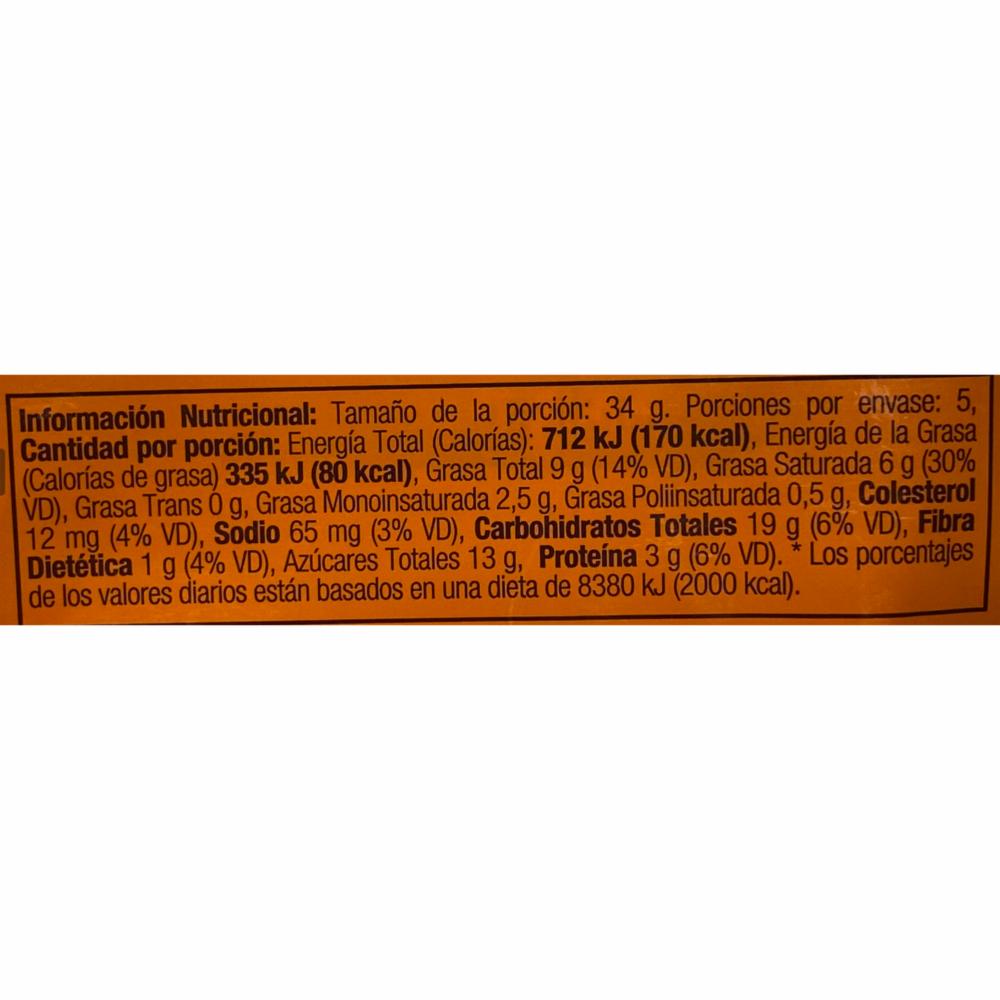 Información Nutricional: Tamaño de la porción: 34 g. Porciones por envase: 5,
Cantidad por porción: Energía Total (Calorías): 712 kJ (170 kcal), Energía de la Grasa
(Calorías de grasa) 335 kJ (80 kcal), Grasa Total 9 g (14% VD), Grasa Saturada 6 g (30%
VD), Grasa Trans 0 g, Grasa Monoinsaturada 2,5 g, Grasa Poliinsaturada 0,5 g, Colesterol
12 mg (4% VD), Sodio 65 mg (3% VD), Carbohidratos Totales 19 g (6% VD), Fibra
Dietética 1 g (4% VD), Azúcares Totales 13 g, Proteína 3 g (6% VD). * Los porcentajes
de los valores diarios están basados en una dieta de 8380 kJ (2000 kcal).